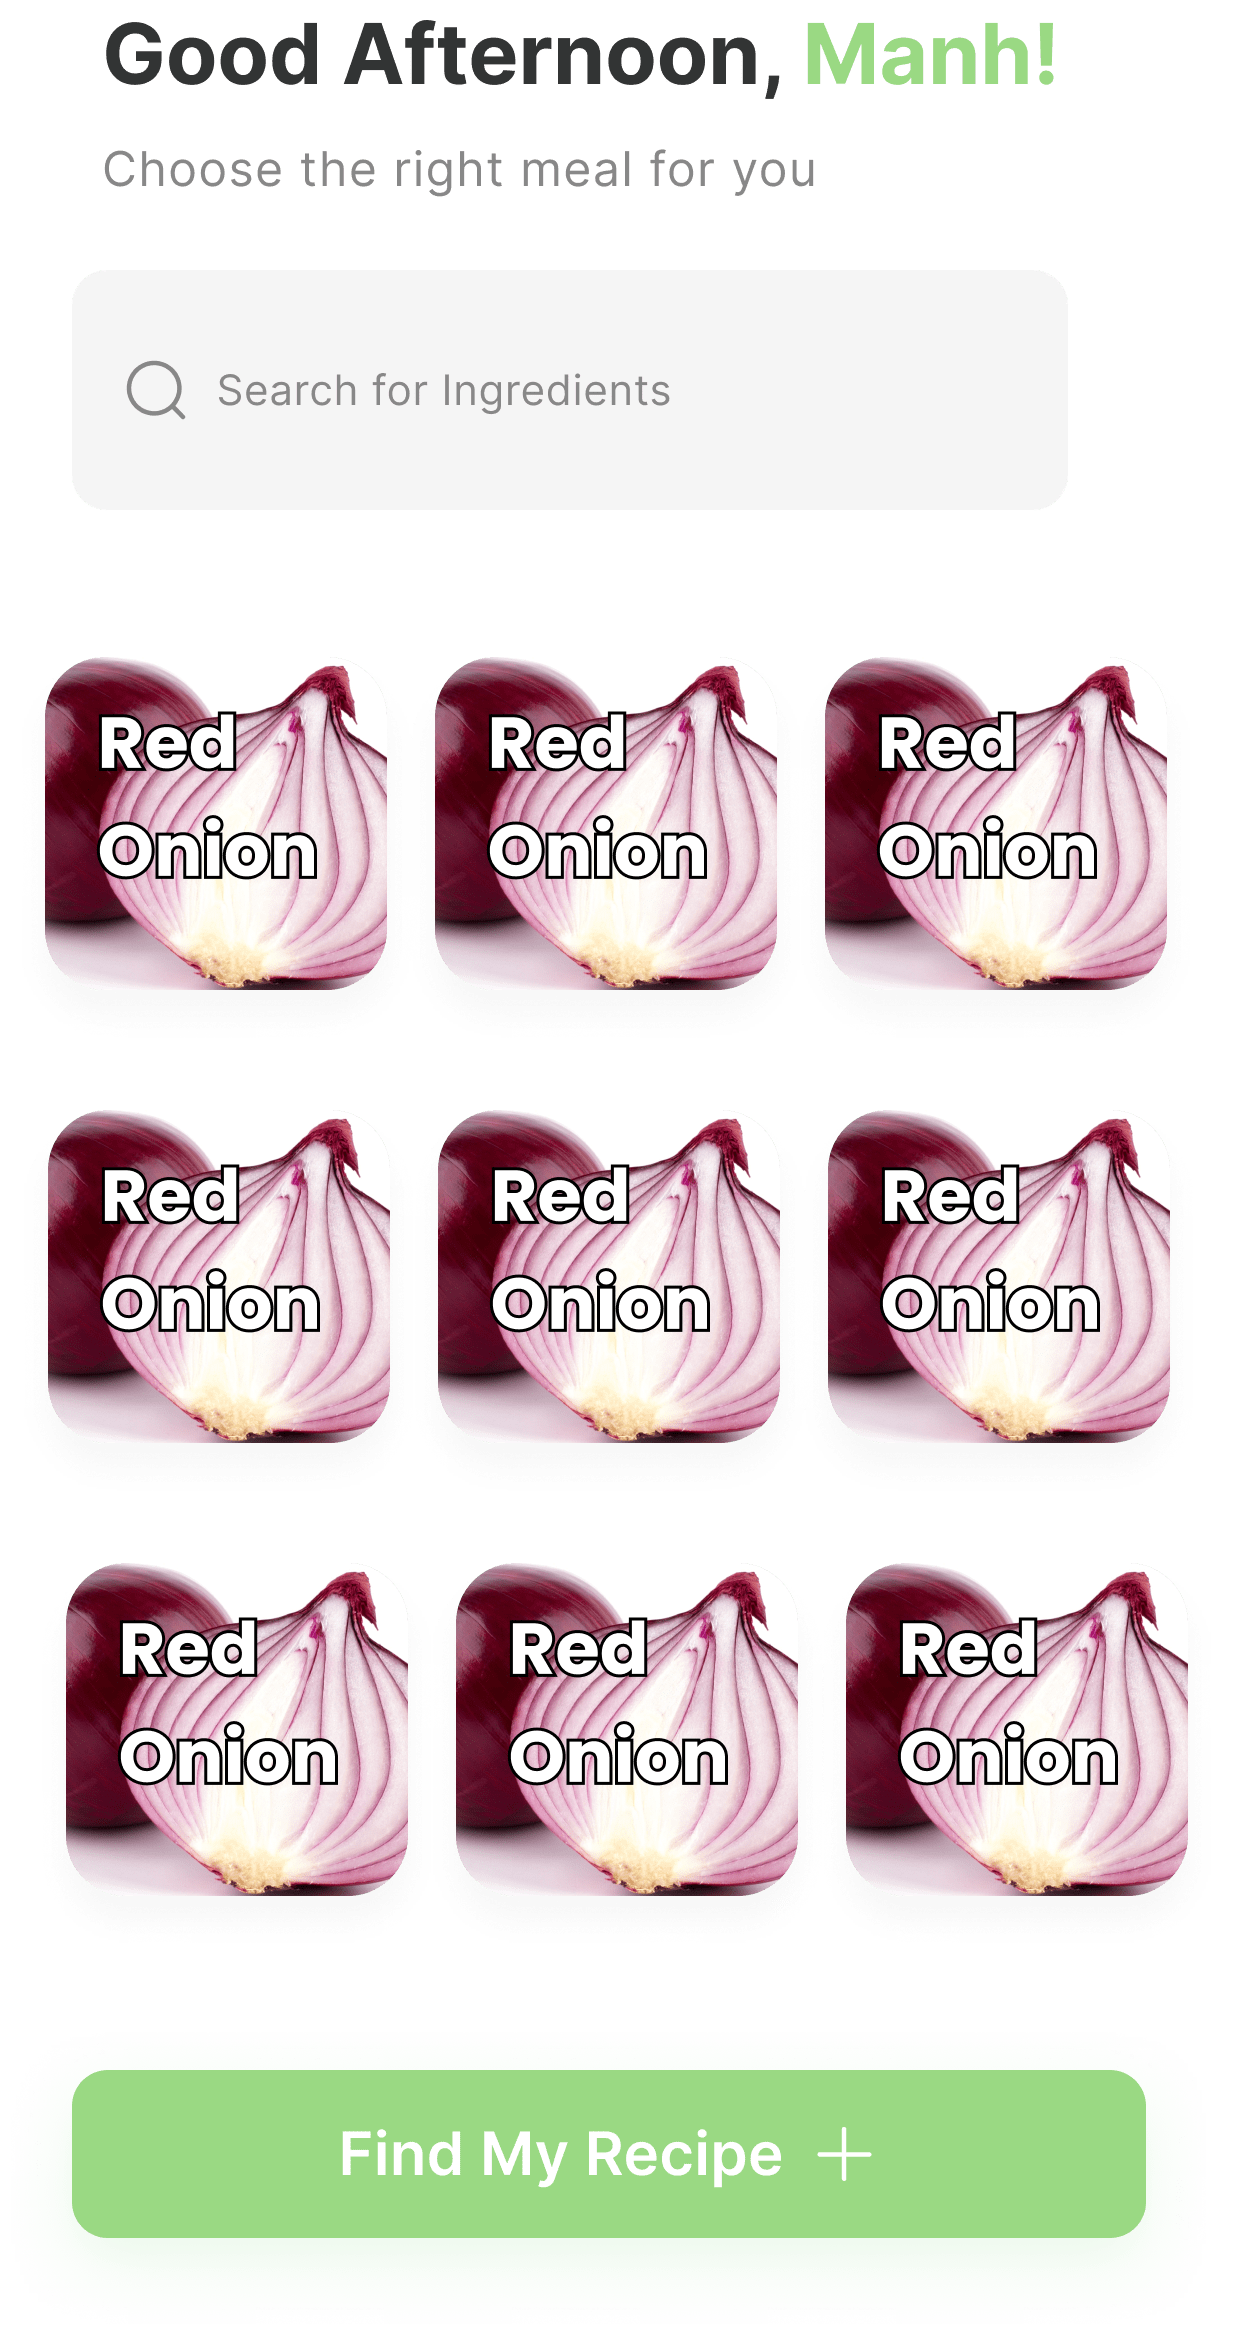 Good Afternoon, Manh!
Choose the right meal for you
Search for Ingredients
Red
Onion
Red
Onion
Red
Onion
Red
Onion
Red
Onion
Red
Onion
Red
Onion
Red
Onion
Red
Onion
Find My Recipe